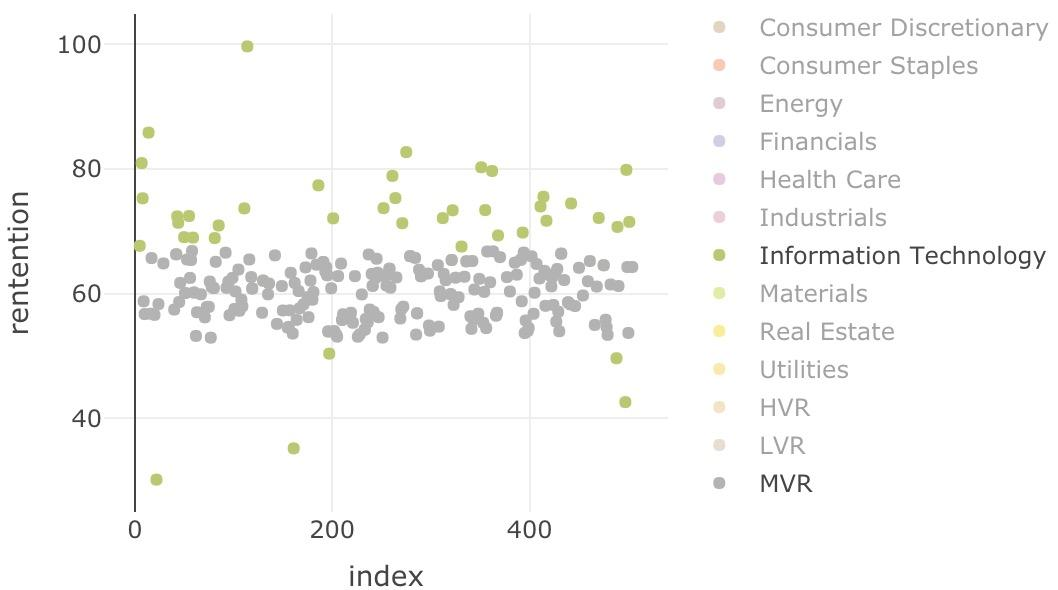 100
80
60
40
0
200
400
rentention
index
Consumer Discretionary
Consumer Staples
Energy
Financials
Health Care
Industrials
Information Technology
Materials
Real Estate
Utilities
HVR
LVR
MVR